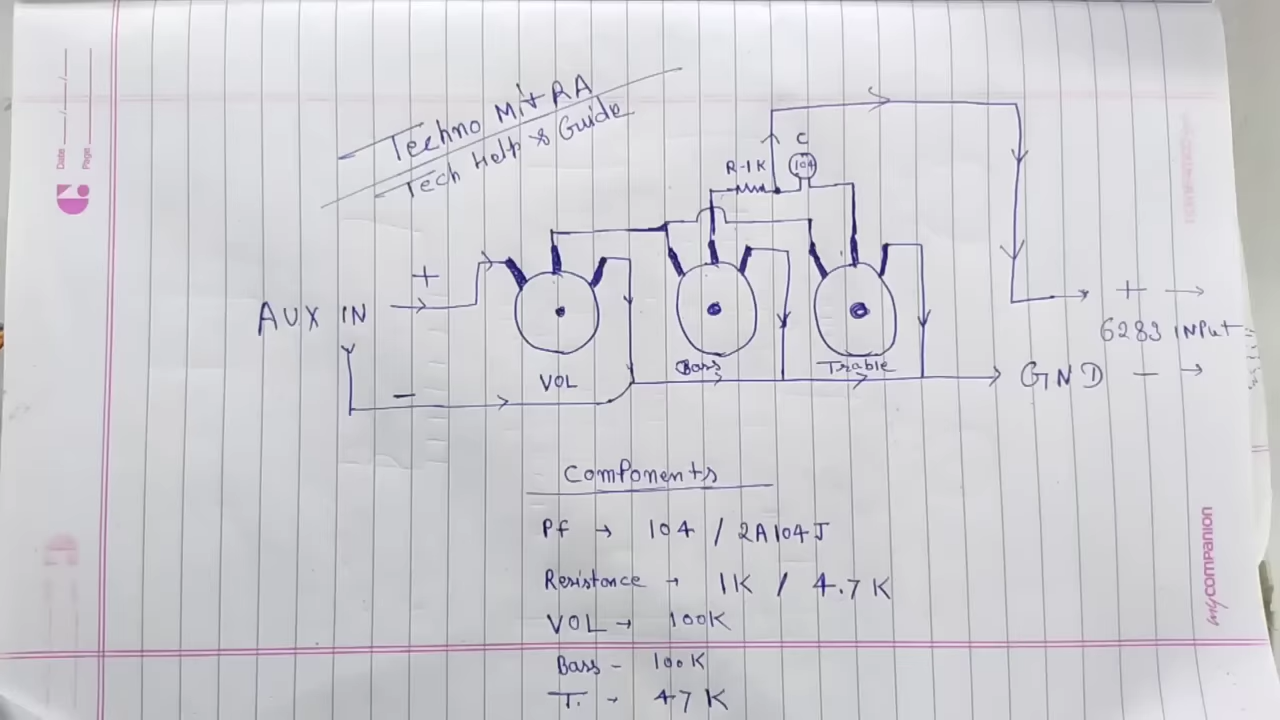 Date
Page
Techno MitRA
Tech Help & Guide
R-1K
C
104
+
AUX IN
-
VOL
Bass
Trable
+
6283 INPut
GND -
Components
Pf → 104 / 2A104J
Resistance → 1K / 4.7K
VOL → 100K
Bass - 100K
T. - 47K
mycompanion